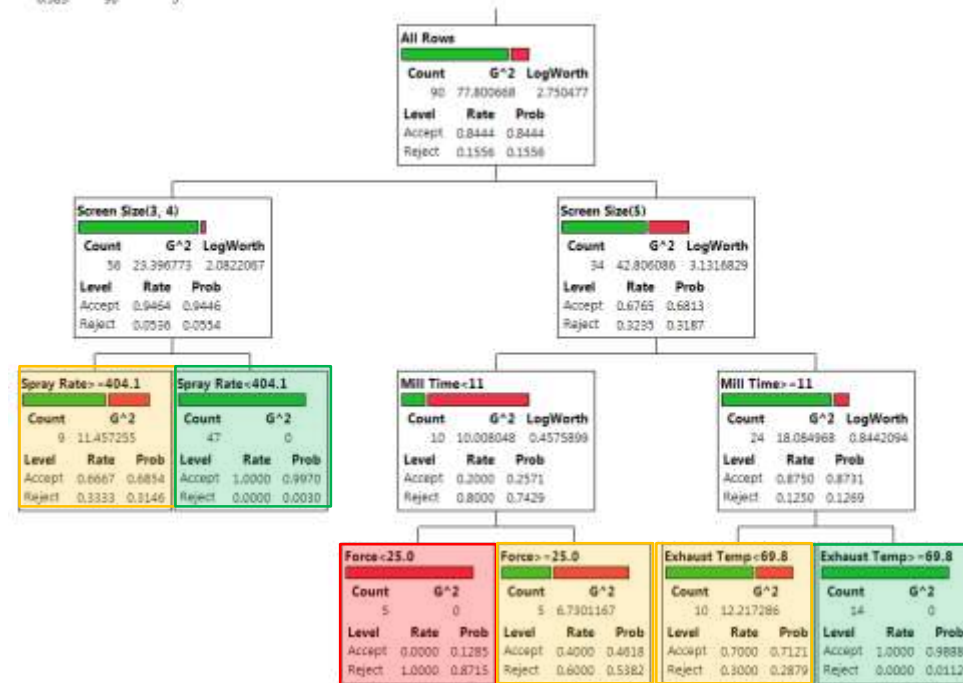 All Rows
Count G^2 LogWorth
90 77.800668 2.750477
Level Rate Prob
Accept 0.8444 0.8444
Reject 0.1556 0.1556
Screen Size(3, 4)
Count G^2 LogWorth
56 23.396773 2.0822067
Level Rate Prob
Accept 0.9464 0.9446
Reject 0.0536 0.0554
Screen Size(5)
Count G^2 LogWorth
34 42.806086 3.1316829
Level Rate Prob
Accept 0.6765 0.6813
Reject 0.3235 0.3187
Spray Rate>=404.1
Count G^2
9 11.457255
Level Rate Prob
Accept 0.6667 0.6854
Reject 0.3333 0.3146
Spray Rate<404.1
Count G^2
47 0
Level Rate Prob
Accept 1.0000 0.9970
Reject 0.0000 0.0030
Mill Time<11
Count G^2 LogWorth
10 10.008048 0.4575899
Level Rate Prob
Accept 0.2000 0.2571
Reject 0.8000 0.7429
Mill Time>=11
Count G^2 LogWorth
24 18.084968 0.8442094
Level Rate Prob
Accept 0.8750 0.8731
Reject 0.1250 0.1269
Force<25.0
Count G^2
5 0
Level Rate Prob
Accept 0.0000 0.1285
Reject 1.0000 0.8715
Force>=25.0
Count G^2
5 6.7301167
Level Rate Prob
Accept 0.4000 0.4618
Reject 0.6000 0.5382
Exhaust Temp<69.8
Count G^2
10 12.217286
Level Rate Prob
Accept 0.7000 0.7121
Reject 0.3000 0.2879
Exhaust Temp>=69.8
Count G^2
14 0
Level Rate Prob
Accept 1.0000 0.9888
Reject 0.0000 0.0112